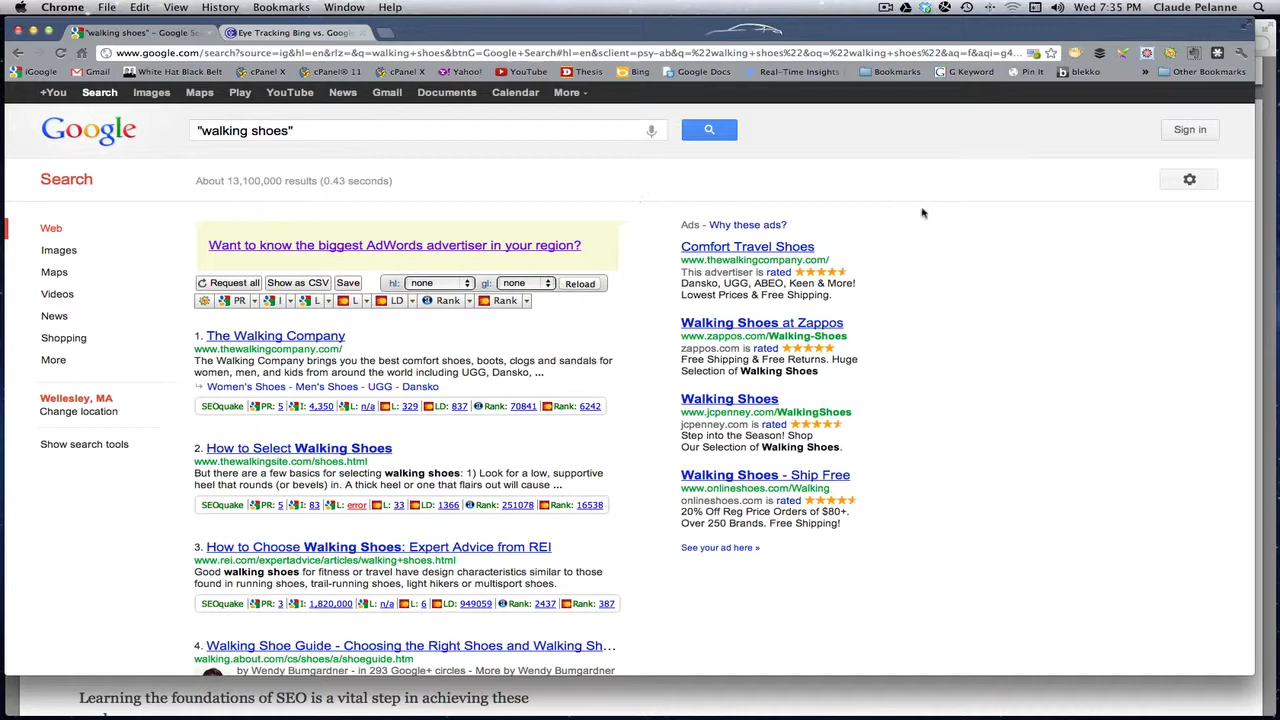 Chrome File Edit View History Bookmarks Window Help Wed 7:35 PM Claude Pelanne
"walking shoes" - Google Se Eye Tracking Bing vs. Googl
www.google.com/search?source=ig&hl=en&rlz=&q=walking+shoes&btnG=Google+Search#hl=en&sclient=psy-ab&q=%22walking+shoes%22&oq=%22walking+shoes%22&aq=f&aqi=g4...
iGoogle Gmail White Hat Black Belt cPanel X cPanel® 11 cPanel X Yahoo! YouTube Thesis Bing Google Docs Real-Time Insights Bookmarks G Keyword Pin It blekko » Other Bookmarks
+You Search Images Maps Play YouTube News Gmail Documents Calendar More
Google "walking shoes" Sign in
Search About 13,100,000 results (0.43 seconds)
Web
Images
Maps
Videos
News
Shopping
More
Wellesley, MA
Change location
Show search tools
Want to know the biggest AdWords advertiser in your region?
Request all Show as CSV Save hl: none gl: none Reload
PR I L L LD Rank Rank
1. The Walking Company
www.thewalkingcompany.com/
The Walking Company brings you the best comfort shoes, boots, clogs and sandals for
women, men, and kids from around the world including UGG, Dansko, ...
Women's Shoes - Men's Shoes - UGG - Dansko
SEOquake PR: 5 I: 4,350 L: n/a L: 329 LD: 837 Rank: 70841 Rank: 6242
2. How to Select Walking Shoes
www.thewalkingsite.com/shoes.html
But there are a few basics for selecting walking shoes: 1) Look for a low, supportive
heel that rounds (or bevels) in. A thick heel or one that flairs out will cause ...
SEOquake PR: 5 I: 83 L: error L: 33 LD: 1366 Rank: 251078 Rank: 16538
3. How to Choose Walking Shoes: Expert Advice from REI
www.rei.com/expertadvice/articles/walking+shoes.html
Good walking shoes for fitness or travel have design characteristics similar to those
found in running shoes, trail-running shoes, light hikers or multisport shoes.
SEOquake PR: 3 I: 1,820,000 L: n/a L: 6 LD: 949059 Rank: 2437 Rank: 387
4. Walking Shoe Guide - Choosing the Right Shoes and Walking Sh...
walking.about.com/cs/shoes/a/shoeguide.htm
by Wendy Bumgardner - in 293 Google+ circles - More by Wendy Bumgardner
Ads - Why these ads?
Comfort Travel Shoes
www.thewalkingcompany.com/
This advertiser is rated
Dansko, UGG, ABEO, Keen & More!
Lowest Prices & Free Shipping.
Walking Shoes at Zappos
www.zappos.com/Walking-Shoes
zappos.com is rated
Free Shipping & Free Returns. Huge
Selection of Walking Shoes
Walking Shoes
www.jcpenney.com/WalkingShoes
jcpenney.com is rated
Step into the Season! Shop
Our Selection of Walking Shoes.
Walking Shoes - Ship Free
www.onlineshoes.com/Walking
onlineshoes.com is rated
20% Off Reg Price Orders of $80+.
Over 250 Brands. Free Shipping!
See your ad here »
Learning the foundations of SEO is a vital step in achieving these